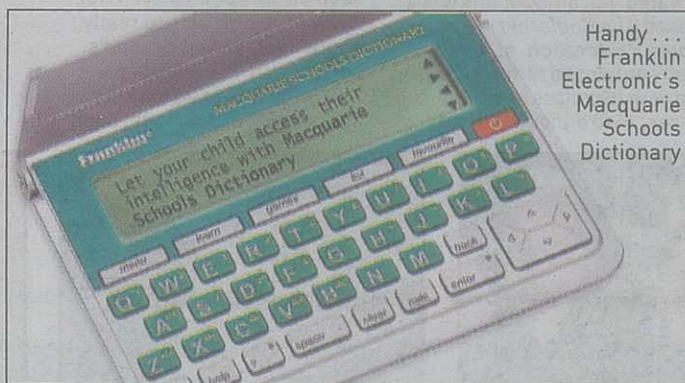 Handy . . .
Franklin
Electronic's
Macquarie
Schools
Dictionary
MACQUARIE SCHOOLS DICTIONARY
Franklin
Let your child access their
intelligence with Macquarie
Schools Dictionary
menu learn games list favourite
Q W E R T Y U I O P
A S D F G H J K L
Z X C V B N M back
help ? space clear enter